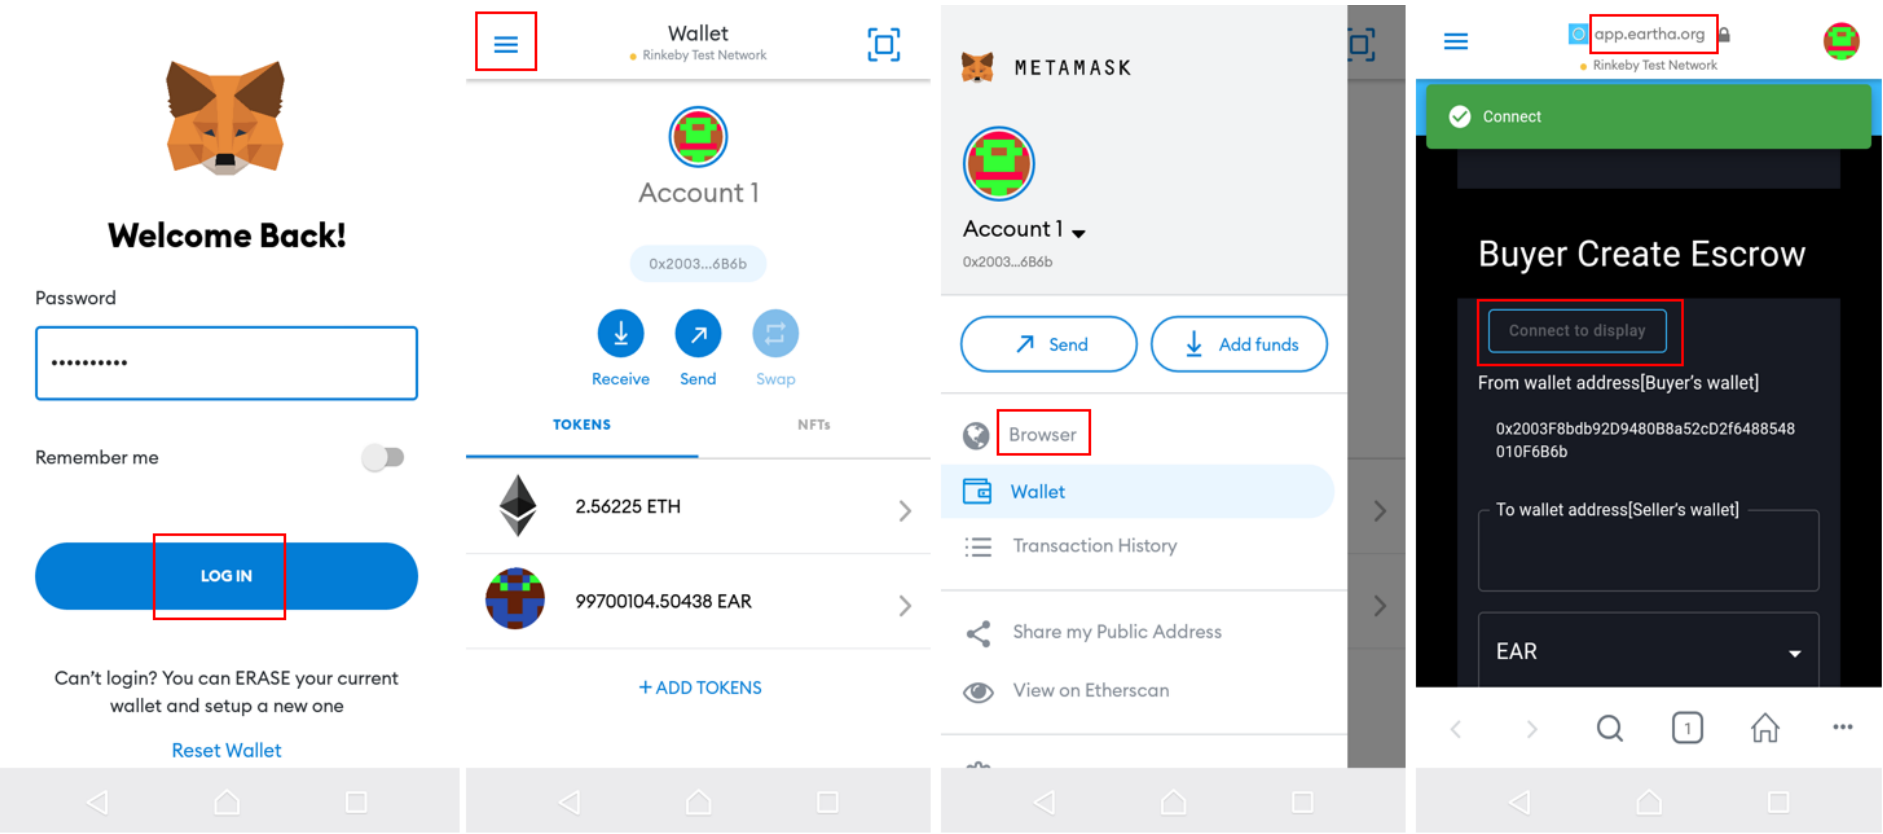 Welcome Back!
Password
••••••••••
Remember me
LOG IN
Can't login? You can ERASE your current
wallet and setup a new one
Reset Wallet
Wallet
Rinkeby Test Network
Account 1
0x2003...6B6b
Receive
Send
Swap
TOKENS
NFTs
2.56225 ETH
99700104.50438 EAR
+ ADD TOKENS
METAMASK
Account 1
0x2003...6B6b
Send
Add funds
Browser
Wallet
Transaction History
Share my Public Address
View on Etherscan
app.eartha.org
Rinkeby Test Network
Connect
Buyer Create Escrow
Connect to display
From wallet address[Buyer's wallet]
0x2003F8bdb92D9480B8a52cD2f6488548
010F6B6b
To wallet address[Seller's wallet]
EAR
1